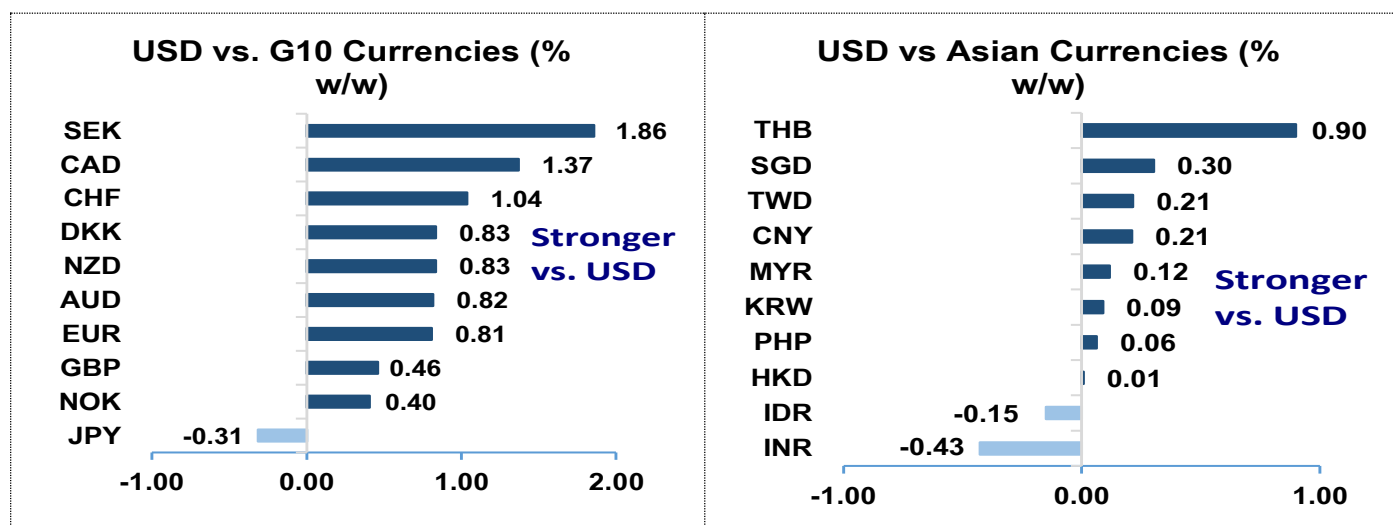 USD vs. G10 Currencies (%
w/w)
SEK 1.86
CAD 1.37
CHF 1.04
DKK 0.83
NZD 0.83
AUD 0.82
EUR 0.81
GBP 0.46
NOK 0.40
JPY -0.31
Stronger
vs. USD
-1.00 0.00 1.00 2.00
USD vs Asian Currencies (%
w/w)
THB 0.90
SGD 0.30
TWD 0.21
CNY 0.21
MYR 0.12
KRW 0.09
PHP 0.06
HKD 0.01
IDR -0.15
INR -0.43
Stronger
vs. USD
-1.00 0.00 1.00